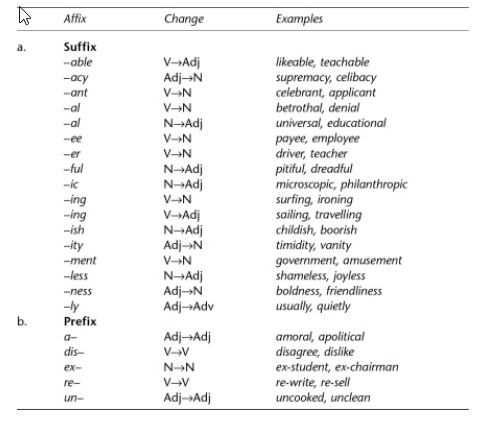 Affix Change Examples
a. Suffix
–able V→Adj likeable, teachable
–acy Adj→N supremacy, celibacy
–ant V→N celebrant, applicant
–al V→N betrothal, denial
–al N→Adj universal, educational
–ee V→N payee, employee
–er V→N driver, teacher
–ful N→Adj pitiful, dreadful
–ic N→Adj microscopic, philanthropic
–ing V→N surfing, ironing
–ing V→Adj sailing, travelling
–ish N→Adj childish, boorish
–ity Adj→N timidity, vanity
–ment V→N government, amusement
–less N→Adj shameless, joyless
–ness Adj→N boldness, friendliness
–ly Adj→Adv usually, quietly
b. Prefix
a– Adj→Adj amoral, apolitical
dis– V→V disagree, dislike
ex– N→N ex-student, ex-chairman
re– V→V re-write, re-sell
un– Adj→Adj uncooked, unclean